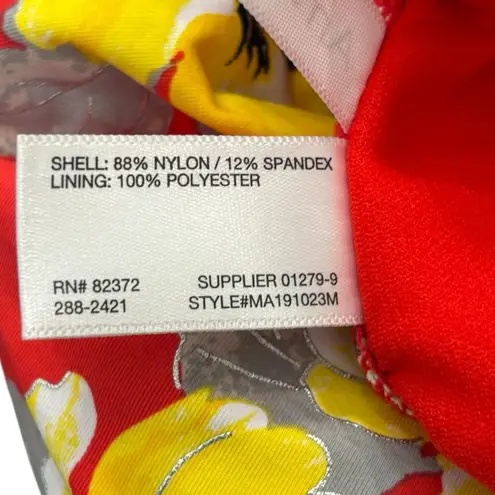 SHELL: 88% NYLON / 12% SPANDEX
LINING: 100% POLYESTER
RN# 82372 SUPPLIER 01279-9
288-2421 STYLE#MA191023M